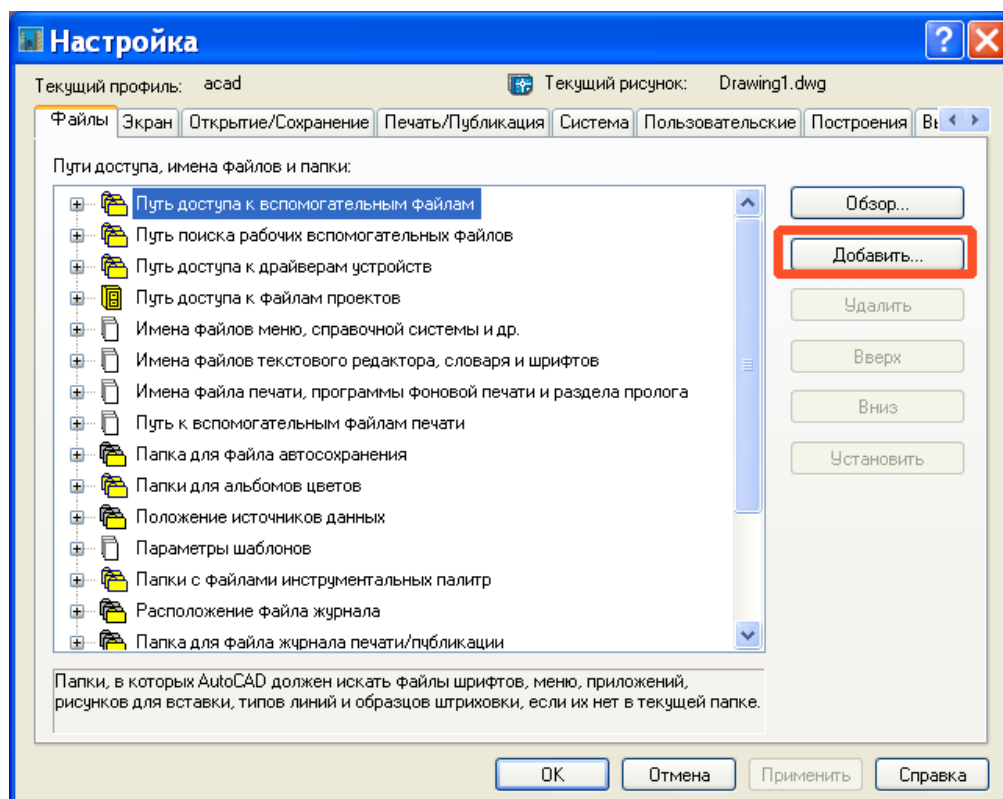 Настройка
Текущий профиль: acad Текущий рисунок: Drawing1.dwg
Файлы Экран Открытие/Сохранение Печать/Публикация Система Пользовательские Построения Вы
Пути доступа, имена файлов и папки:
Путь доступа к вспомогательным файлам
Обзор...
Путь поиска рабочих вспомогательных файлов
Путь доступа к драйверам устройств
Добавить...
Путь доступа к файлам проектов
Удалить
Имена файлов меню, справочной системы и др.
Имена файлов текстового редактора, словаря и шрифтов
Вверх
Имена файла печати, программы фоновой печати и раздела пролога
Вниз
Путь к вспомогательным файлам печати
Папка для файла автосохранения
Установить
Папки для альбомов цветов
Положение источников данных
Параметры шаблонов
Папки с файлами инструментальных палитр
Расположение файла журнала
Папка для файла журнала печати/публикации
Папки, в которых AutoCAD должен искать файлы шрифтов, меню, приложений,
рисунков для вставки, типов линий и образцов штриховки, если их нет в текущей папке.
OK Отмена Применить Справка